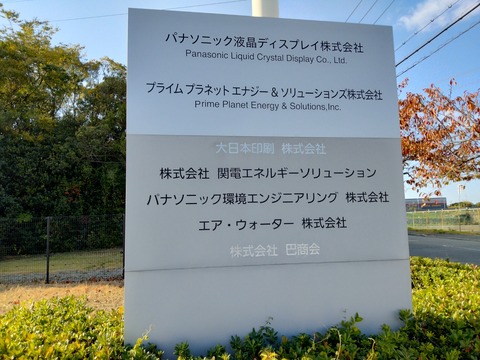 パナソニック液晶ディスプレイ株式会社
Panasonic Liquid Crystal Display Co., Ltd.
プライム プラネット エナジー＆ソリューションズ株式会社
Prime Planet Energy & Solutions,Inc.
大日本印刷 株式会社
株式会社 関電エネルギーソリューション
パナソニック環境エンジニアリング 株式会社
エア・ウォーター 株式会社
株式会社 巴商会